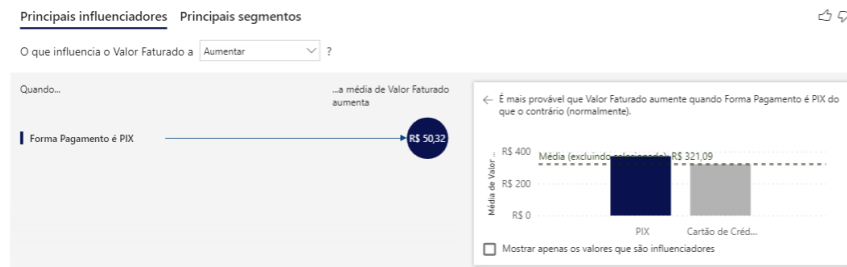 Principais influenciadores Principais segmentos
O que influencia o Valor Faturado a Aumentar ?
Quando...
...a média de Valor Faturado
aumenta
Forma Pagamento é PIX
R$ 50,32
É mais provável que Valor Faturado aumente quando Forma Pagamento é PIX do
que o contrário (normalmente).
Média de Valor ...
R$ 400
Média (excluindo selecionado): R$ 321,09
R$ 200
R$ 0
PIX Cartão de Créd...
Mostrar apenas os valores que são influenciadores